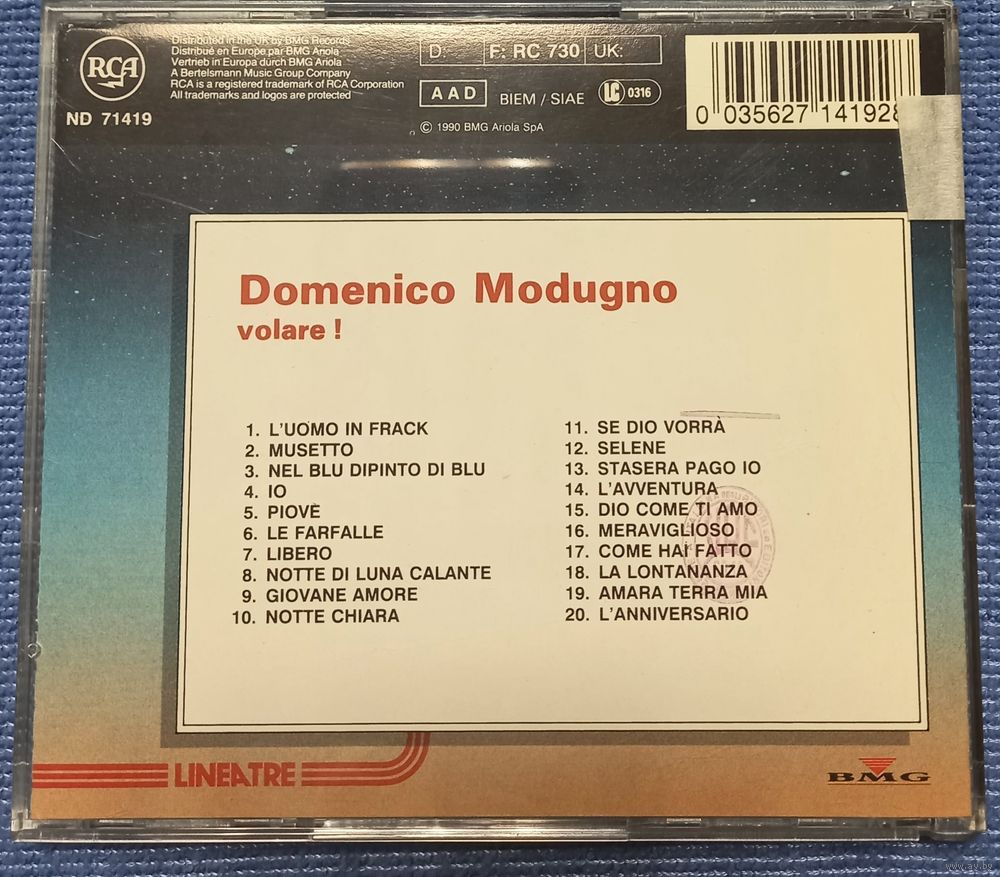 RCA
Distributed in the UK by BMG Records
Distribué en Europe par BMG Ariola
Vertrieb in Europa durch BMG Ariola
A Bertelsmann Music Group Company
RCA is a registered trademark of RCA Corporation
All trademarks and logos are protected
ND 71419
D: F: RC 730 UK:
AAD BIEM / SIAE LC 0316
© 1990 BMG Ariola SpA
0 035627 141928
Domenico Modugno
volare !
1. L'UOMO IN FRACK
2. MUSETTO
3. NEL BLU DIPINTO DI BLU
4. IO
5. PIOVÈ
6. LE FARFALLE
7. LIBERO
8. NOTTE DI LUNA CALANTE
9. GIOVANE AMORE
10. NOTTE CHIARA
11. SE DIO VORRÀ
12. SELENE
13. STASERA PAGO IO
14. L'AVVENTURA
15. DIO COME TI AMO
16. MERAVIGLIOSO
17. COME HAI FATTO
18. LA LONTANANZA
19. AMARA TERRA MIA
20. L'ANNIVERSARIO
LINEATRE
BMG
www.ay.by